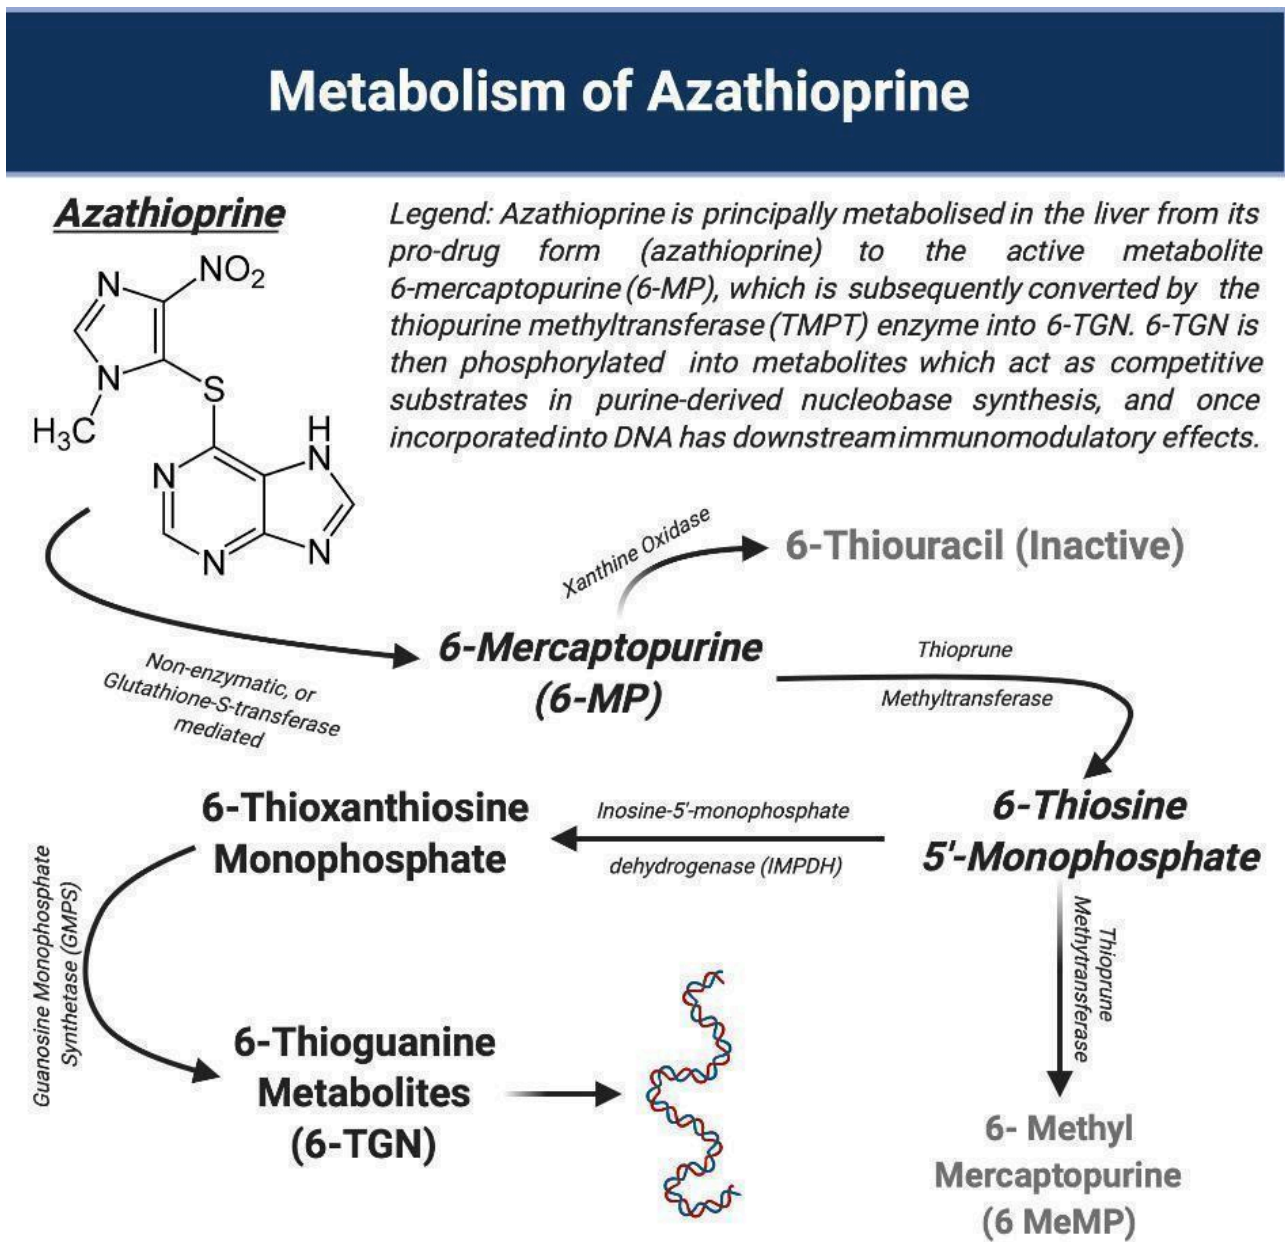 Metabolism of Azathioprine
Azathioprine
Legend: Azathioprine is principally metabolised in the liver from its
pro-drug form (azathioprine) to the active metabolite
6-mercaptopurine (6-MP), which is subsequently converted by the
thiopurine methyltransferase (TMPT) enzyme into 6-TGN. 6-TGN is
then phosphorylated into metabolites which act as competitive
substrates in purine-derived nucleobase synthesis, and once
incorporated into DNA has downstream immunomodulatory effects.
N
NO2
N
S
H3C
H
N
N
N
N
Xanthine Oxidase
6-Thiouracil (Inactive)
6-Mercaptopurine
(6-MP)
Non-enzymatic, or
Glutathione-S-transferase
mediated
Thioprune
Methyltransferase
6-Thiosine
5'-Monophosphate
Inosine-5'-monophosphate
dehydrogenase (IMPDH)
6-Thioxanthiosine
Monophosphate
Guanosine Monophosphate
Synthetase (GMPS)
Thioprune
Methytransferase
6-Thioguanine
Metabolites
(6-TGN)
6- Methyl
Mercaptopurine
(6 MeMP)